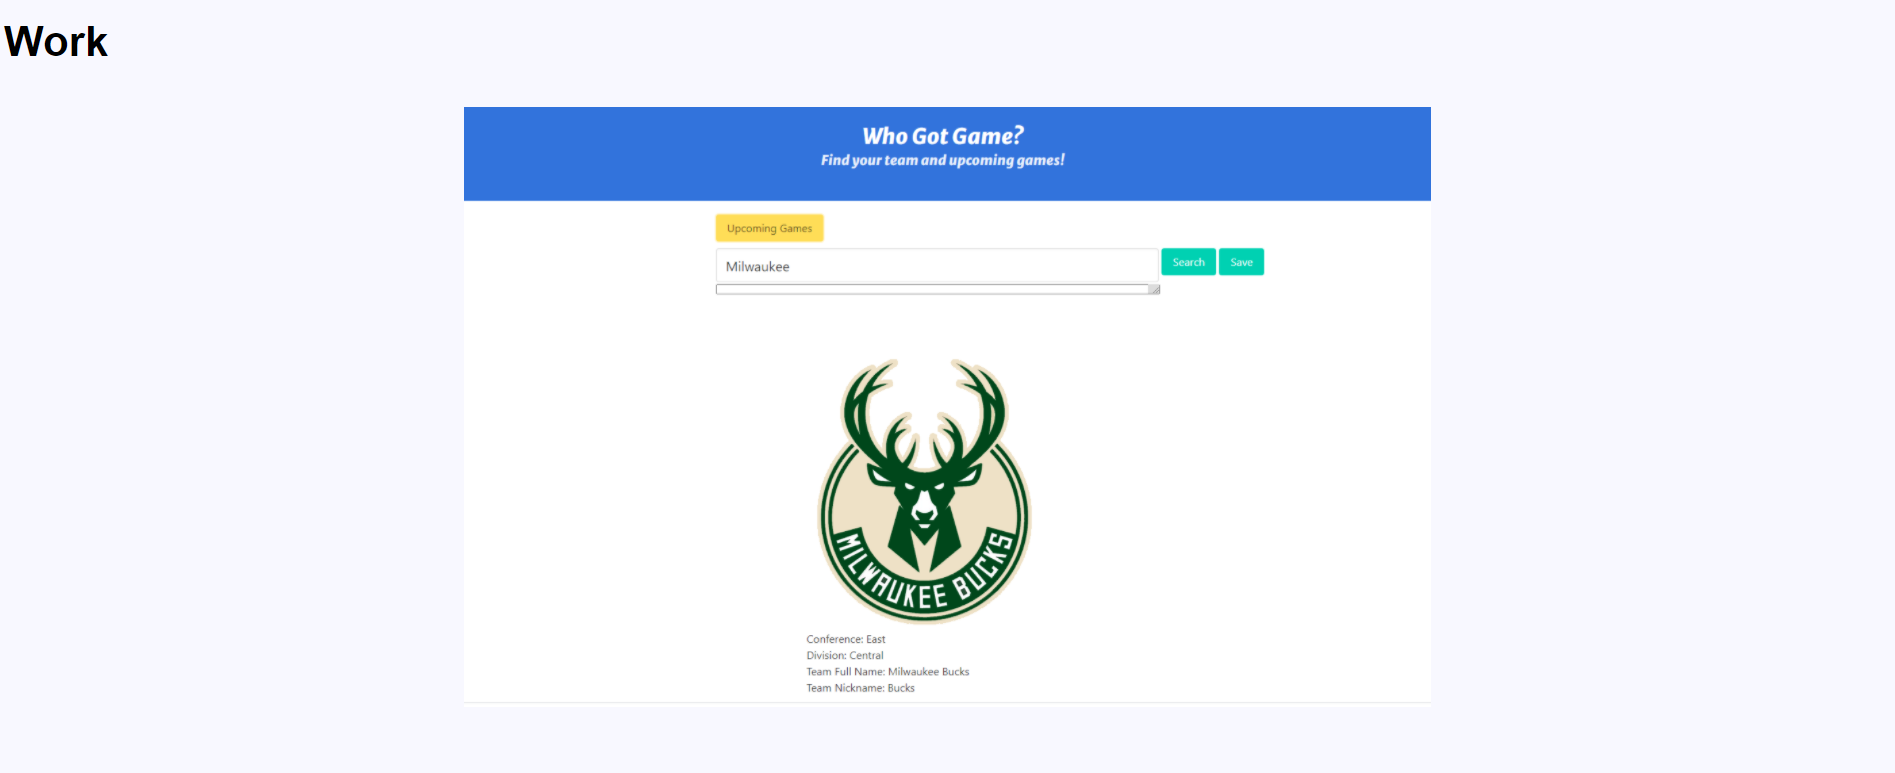 Work
Who Got Game?
Find your team and upcoming games!
Upcoming Games
Milwaukee
Search Save
MILWAUKEE BUCKS
Conference: East
Division: Central
Team Full Name: Milwaukee Bucks
Team Nickname: Bucks